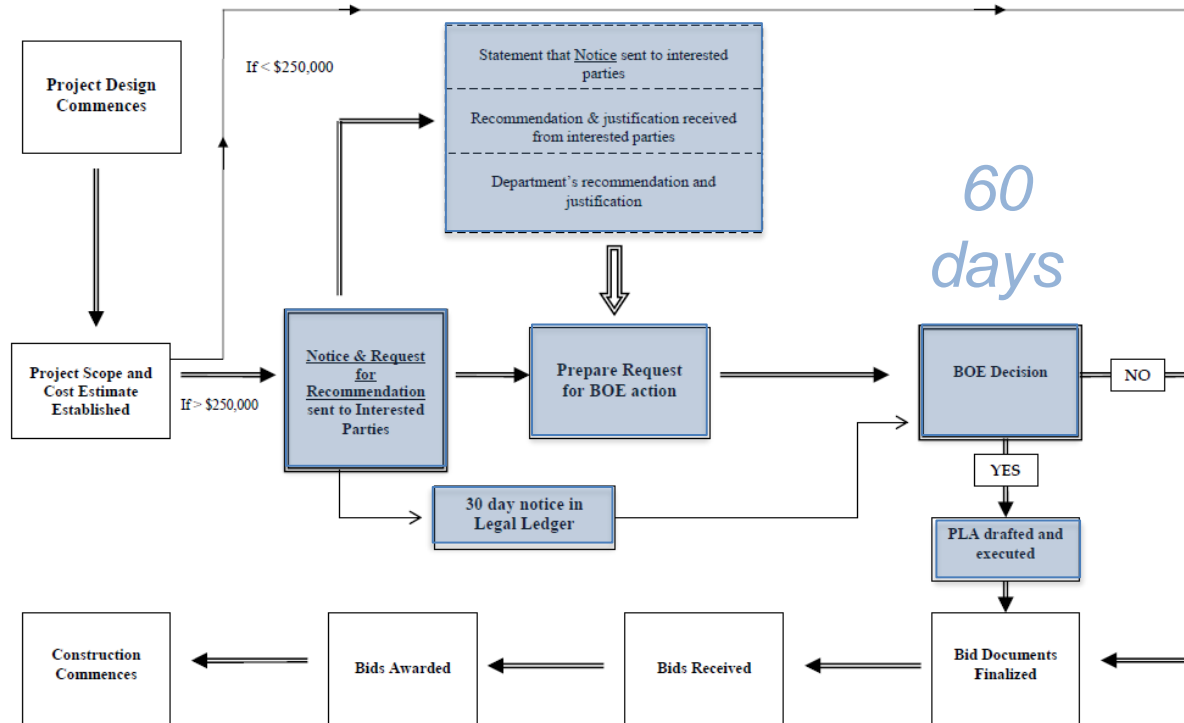 Project Design
Commences
If < $250,000
Statement that Notice sent to interested
parties
Recommendation & justification received
from interested parties
Department's recommendation and
justification
60
days
Project Scope and
Cost Estimate
Established
If > $250,000
Notice & Request
for
Recommendation
sent to Interested
Parties
Prepare Request
for BOE action
BOE Decision
NO
YES
30 day notice in
Legal Ledger
PLA drafted and
executed
Construction
Commences
Bids Awarded
Bids Received
Bid Documents
Finalized